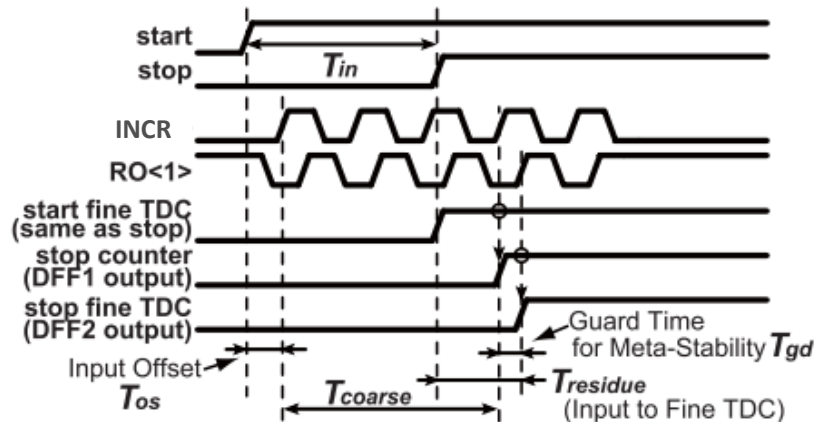 start
Tin
stop
INCR
RO<1>
start fine TDC
(same as stop)
stop counter
(DFF1 output)
stop fine TDC
(DFF2 output)
Guard Time
for Meta-Stability Tgd
Input Offset
Tos
Tcoarse
Tresidue
(Input to Fine TDC)